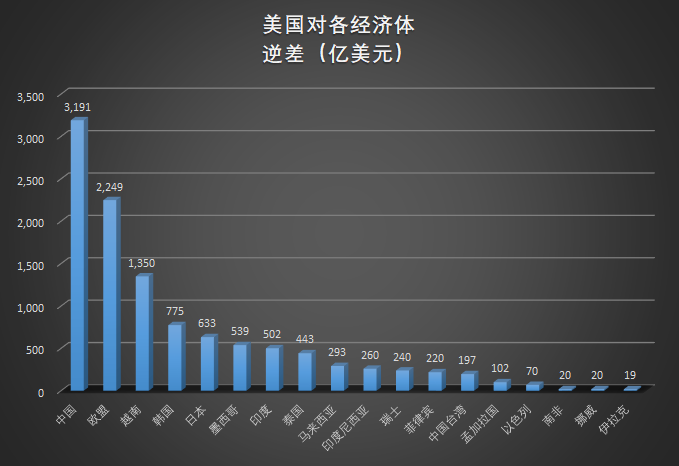 美国对各经济体
逆差（亿美元）
3,500
3,000
2,500
2,000
1,500
1,000
500
0
3,191
2,249
1,350
775
633
539
502
443
293
260
240
220
197
102
70
20
20
19
中国
欧盟
越南
韩国
日本
墨西哥
印度
泰国
马来西亚
印度尼西亚
瑞士
菲律宾
中国台湾
孟加拉国
以色列
南非
挪威
伊拉克